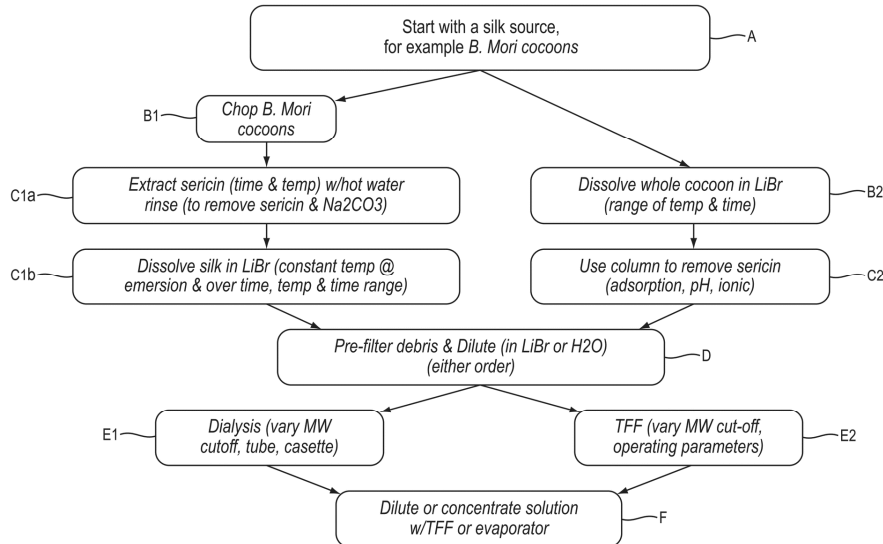 Start with a silk source,
for example B. Mori cocoons
A
B1
Chop B. Mori
cocoons
C1a
Extract sericin (time & temp) w/hot water
rinse (to remove sericin & Na2CO3)
Dissolve whole cocoon in LiBr
(range of temp & time)
B2
C1b
Dissolve silk in LiBr (constant temp @
emersion & over time, temp & time range)
Use column to remove sericin
(adsorption, pH, ionic)
C2
Pre-filter debris & Dilute (in LiBr or H2O)
(either order)
D
E1
Dialysis (vary MW
cutoff, tube, casette)
TFF (vary MW cut-off,
operating parameters)
E2
Dilute or concentrate solution
w/TFF or evaporator
F